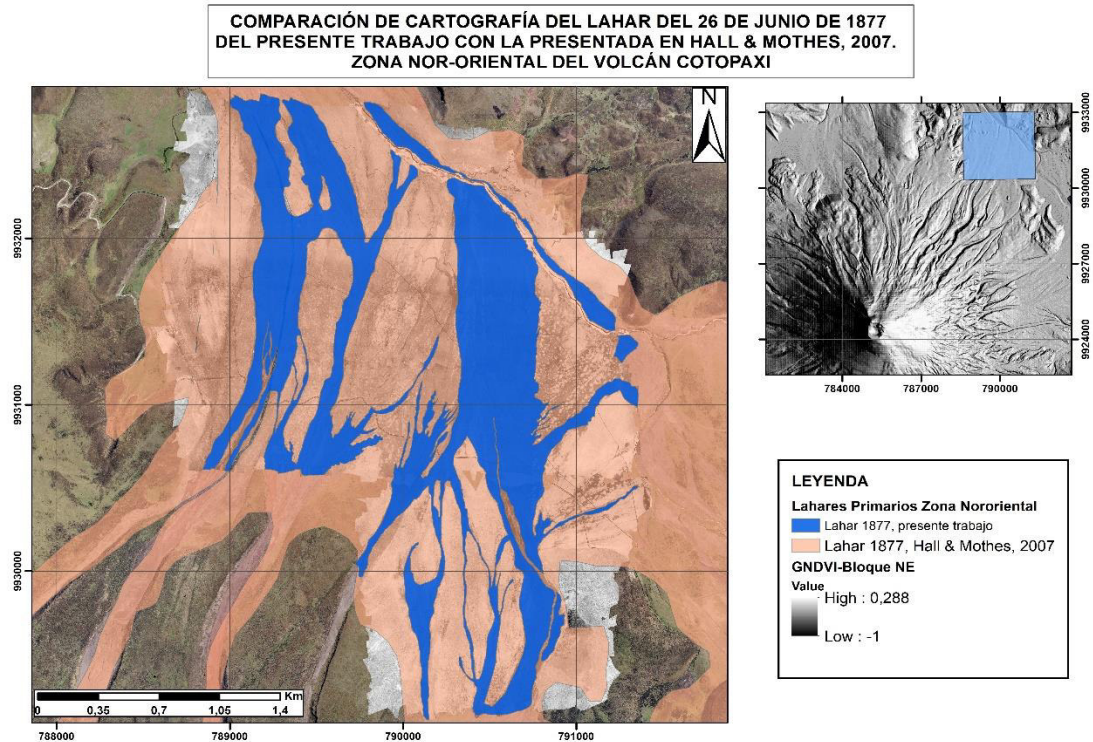 COMPARACIÓN DE CARTOGRAFÍA DEL LAHAR DEL 26 DE JUNIO DE 1877
DEL PRESENTE TRABAJO CON LA PRESENTADA EN HALL & MOTHES, 2007.
ZONA NOR-ORIENTAL DEL VOLCÁN COTOPAXI
N
9932000
9931000
9930000
Km
0 0,35 0,7 1,05 1,4
788000 789000 790000 791000
9933000
9930000
9927000
9924000
784000 787000 790000
LEYENDA
Lahares Primarios Zona Nororiental
Lahar 1877, presente trabajo
Lahar 1877, Hall & Mothes, 2007
GNDVI-Bloque NE
Value
High : 0,288
Low : -1